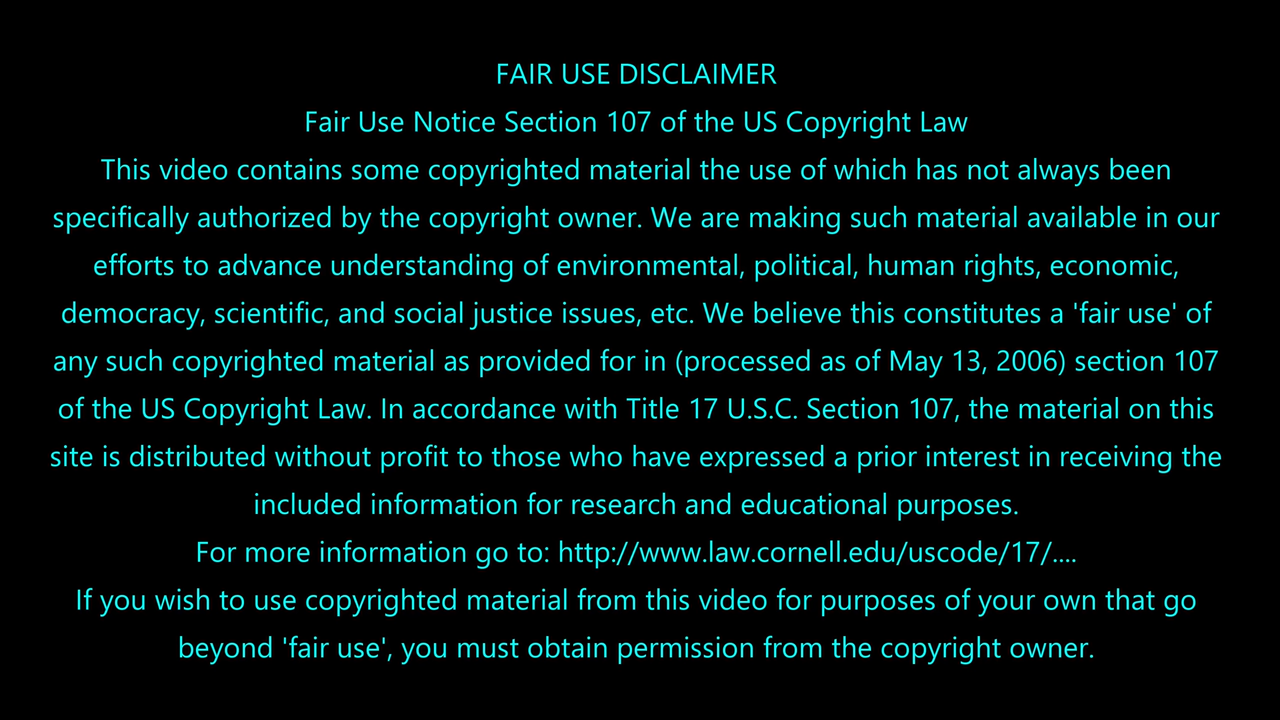 FAIR USE DISCLAIMER
Fair Use Notice Section 107 of the US Copyright Law
This video contains some copyrighted material the use of which has not always been
specifically authorized by the copyright owner. We are making such material available in our
efforts to advance understanding of environmental, political, human rights, economic,
democracy, scientific, and social justice issues, etc. We believe this constitutes a 'fair use' of
any such copyrighted material as provided for in (processed as of May 13, 2006) section 107
of the US Copyright Law. In accordance with Title 17 U.S.C. Section 107, the material on this
site is distributed without profit to those who have expressed a prior interest in receiving the
included information for research and educational purposes.
For more information go to: http://www.law.cornell.edu/uscode/17/....
If you wish to use copyrighted material from this video for purposes of your own that go
beyond 'fair use', you must obtain permission from the copyright owner.